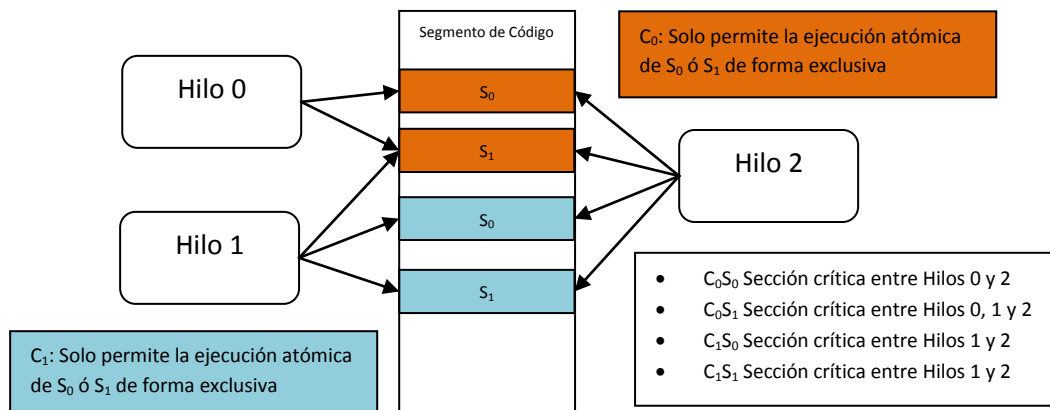 Segmento de Código
C₀: Solo permite la ejecución atómica
de S₀ ó S₁ de forma exclusiva
Hilo 0
S₀
S₁
Hilo 2
S₀
Hilo 1
S₁
• C₀S₀ Sección crítica entre Hilos 0 y 2
• C₀S₁ Sección crítica entre Hilos 0, 1 y 2
• C₁S₀ Sección crítica entre Hilos 1 y 2
• C₁S₁ Sección crítica entre Hilos 1 y 2
C₁: Solo permite la ejecución atómica
de S₀ ó S₁ de forma exclusiva